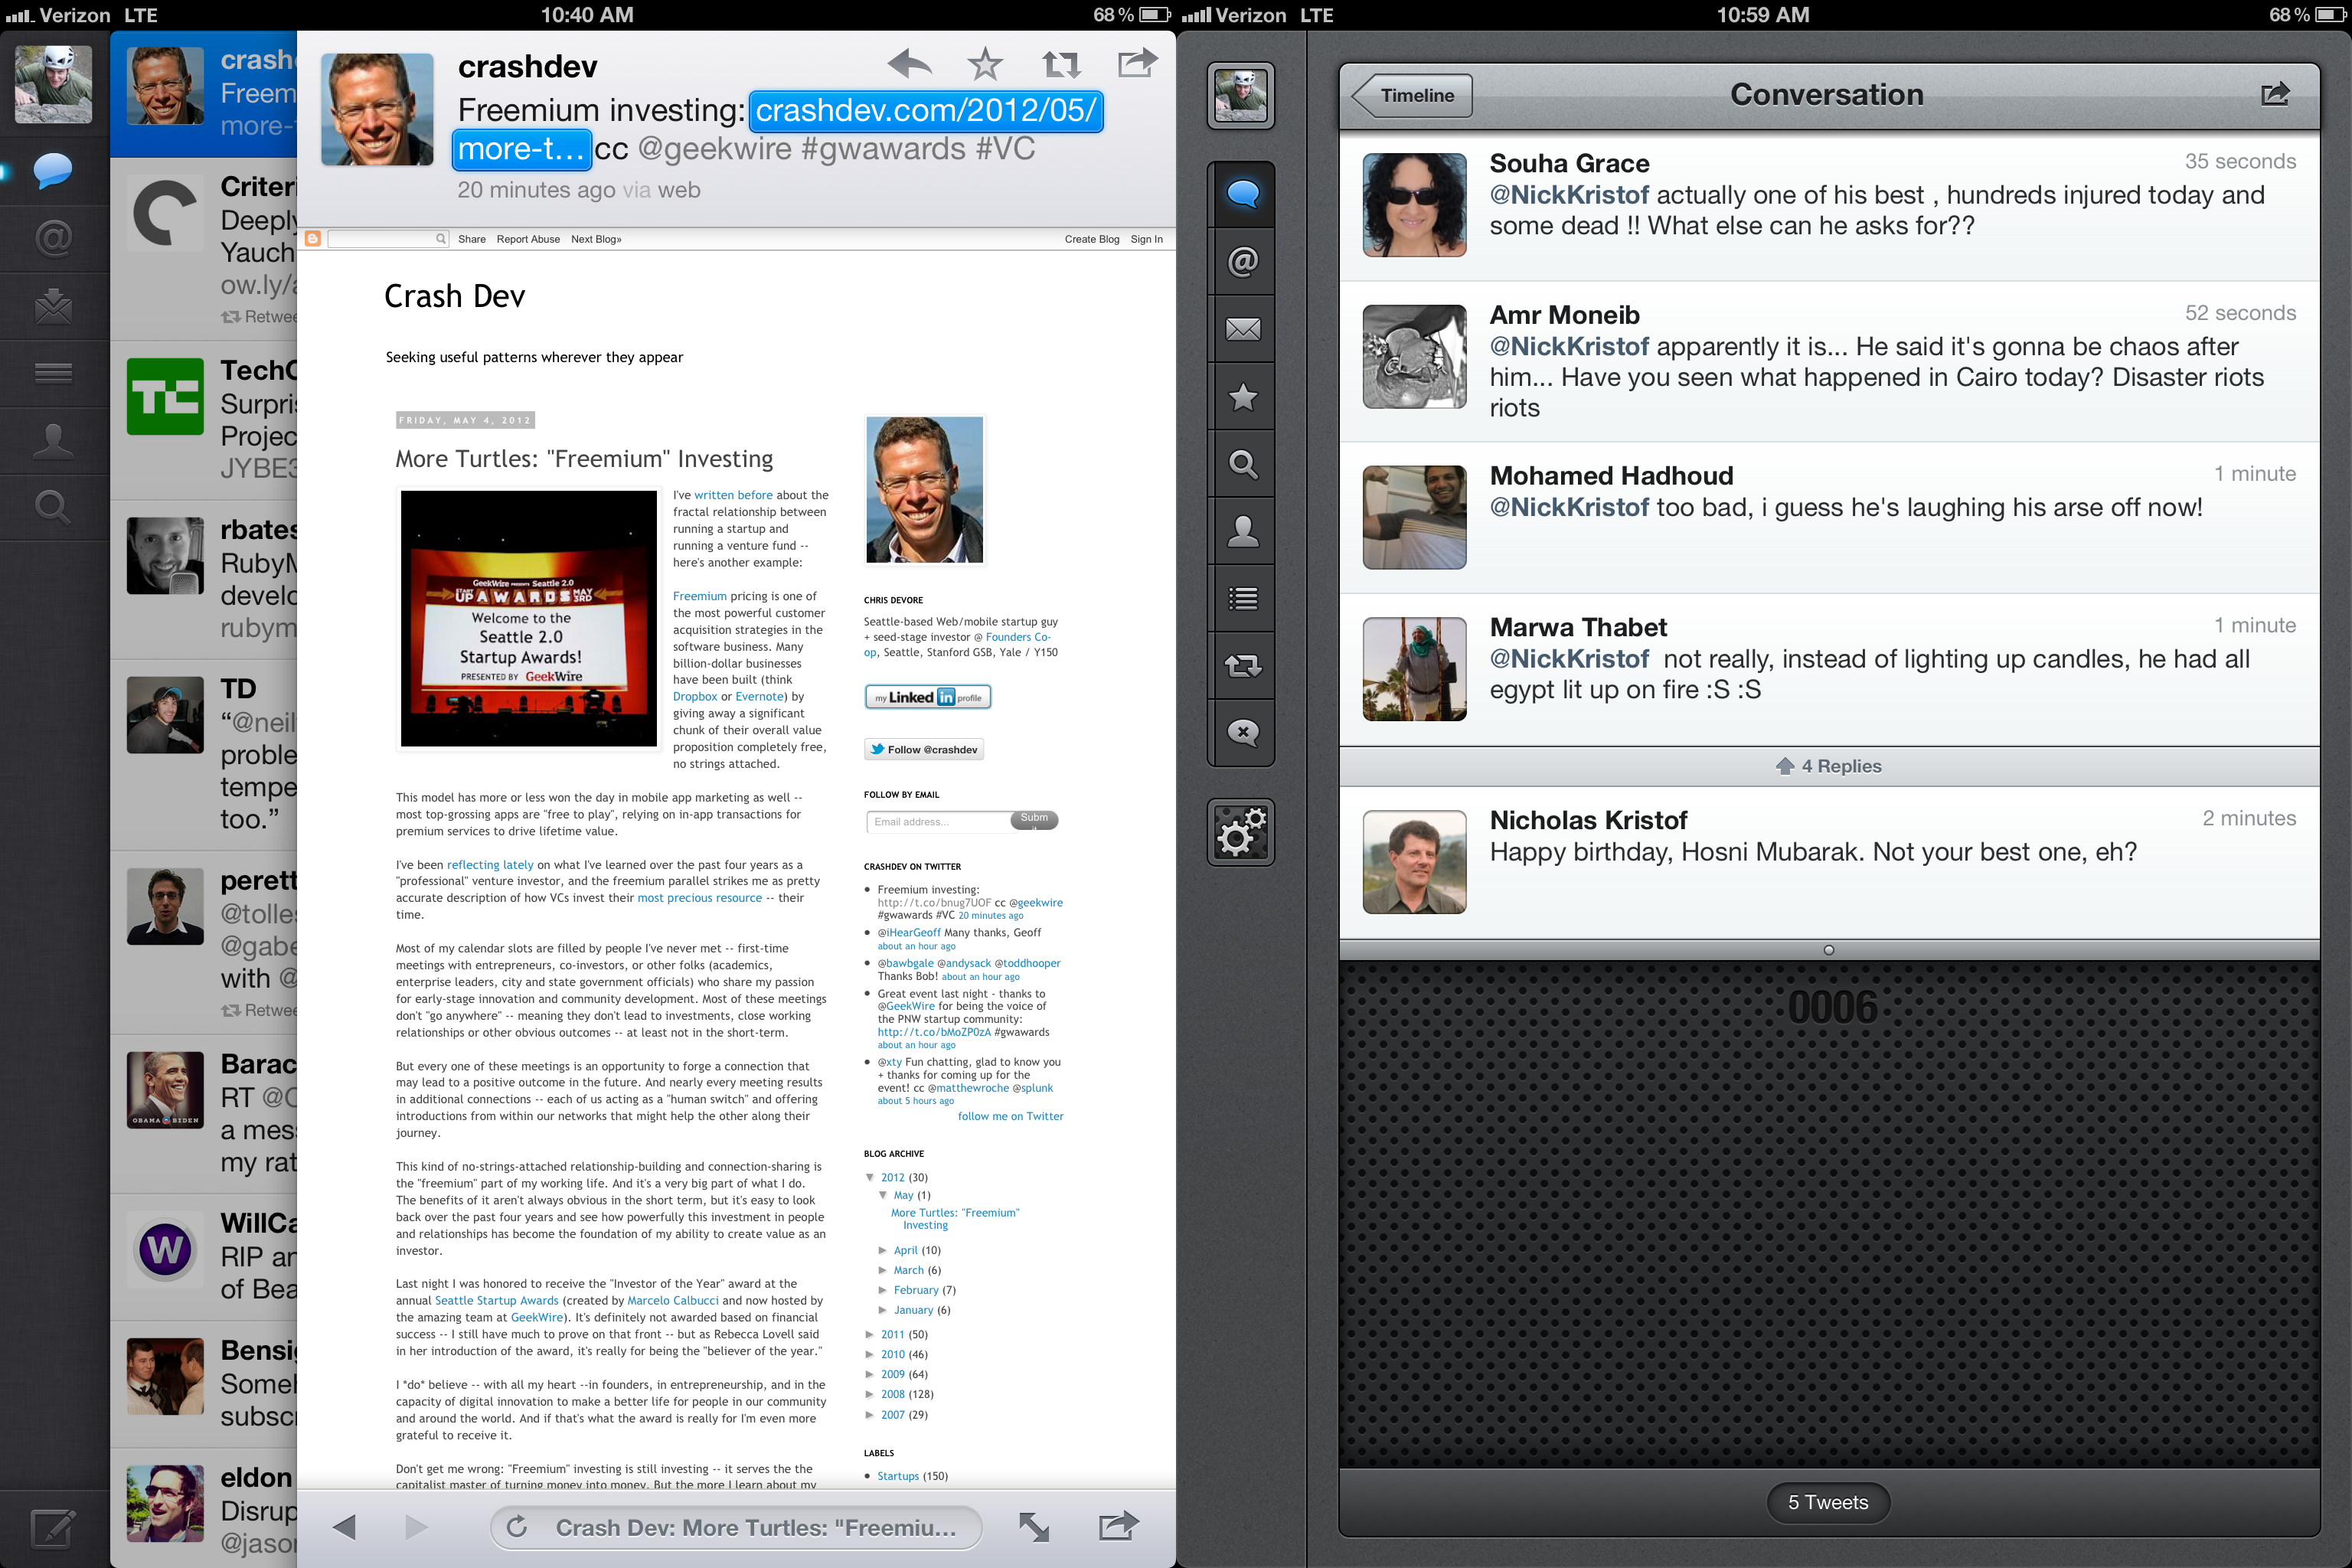 Verizon LTE
10:40 AM
68 %
crash
Freem
more-
Criteri
Deeply
Yauch
ow.ly/a
Retwee
TC
TechC
Surpris
Projec
JYBE3
rbates
RubyM
develo
rubym
TD
“@neil
proble
tempe
too.”
perett
@tolles
@gabe
with @
Retwee
Barac
RT @O
a mess
my rat
OBAMA BIDEN
W
WillCa
RIP an
of Bea
Bensig
Someh
subscr
eldon
Disrup
@jason
crashdev
Freemium investing: crashdev.com/2012/05/
more-t... cc @geekwire #gwawards #VC
20 minutes ago via web
Share Report Abuse Next Blog»
Create Blog Sign In
Crash Dev
Seeking useful patterns wherever they appear
FRIDAY, MAY 4, 2012
More Turtles: "Freemium" Investing
GeekWire PRESENTS Seattle 2.0
START UP AWARDS MAY 3RD
Welcome to the
Seattle 2.0
Startup Awards!
PRESENTED BY GeekWire
I've written before about the
fractal relationship between
running a startup and
running a venture fund --
here's another example:
Freemium pricing is one of
the most powerful customer
acquisition strategies in the
software business. Many
billion-dollar businesses
have been built (think
Dropbox or Evernote) by
giving away a significant
chunk of their overall value
proposition completely free,
no strings attached.
This model has more or less won the day in mobile app marketing as well --
most top-grossing apps are "free to play", relying on in-app transactions for
premium services to drive lifetime value.
I've been reflecting lately on what I've learned over the past four years as a
"professional" venture investor, and the freemium parallel strikes me as pretty
accurate description of how VCs invest their most precious resource -- their
time.
Most of my calendar slots are filled by people I've never met -- first-time
meetings with entrepreneurs, co-investors, or other folks (academics,
enterprise leaders, city and state government officials) who share my passion
for early-stage innovation and community development. Most of these meetings
don't "go anywhere" -- meaning they don't lead to investments, close working
relationships or other obvious outcomes -- at least not in the short-term.
But every one of these meetings is an opportunity to forge a connection that
may lead to a positive outcome in the future. And nearly every meeting results
in additional connections -- each of us acting as a "human switch" and offering
introductions from within our networks that might help the other along their
journey.
This kind of no-strings-attached relationship-building and connection-sharing is
the "freemium" part of my working life. And it's a very big part of what I do.
The benefits of it aren't always obvious in the short term, but it's easy to look
back over the past four years and see how powerfully this investment in people
and relationships has become the foundation of my ability to create value as an
investor.
Last night I was honored to receive the "Investor of the Year" award at the
annual Seattle Startup Awards (created by Marcelo Calbucci and now hosted by
the amazing team at GeekWire). It's definitely not awarded based on financial
success -- I still have much to prove on that front -- but as Rebecca Lovell said
in her introduction of the award, it's really for being the "believer of the year."
I *do* believe -- with all my heart --in founders, in entrepreneurship, and in the
capacity of digital innovation to make a better life for people in our community
and around the world. And if that's what the award is really for I'm even more
grateful to receive it.
Don't get me wrong: "Freemium" investing is still investing -- it serves the the
capitalist master of turning money into money. But the more I learn about my
CHRIS DEVORE
Seattle-based Web/mobile startup guy
+ seed-stage investor @ Founders Co-
op, Seattle, Stanford GSB, Yale / Y150
my Linked in profile
Follow @crashdev
FOLLOW BY EMAIL
Email address...
Subm
CRASHDEV ON TWITTER
Freemium investing:
http://t.co/bnug7UOF cc @geekwire
#gwawards #VC 20 minutes ago
@iHearGeoff Many thanks, Geoff
about an hour ago
@bawbgale @andysack @toddhooper
Thanks Bob! about an hour ago
Great event last night - thanks to
@GeekWire for being the voice of
the PNW startup community:
http://t.co/bMoZP0zA #gwawards
about an hour ago
@xty Fun chatting, glad to know you
+ thanks for coming up for the
event! cc @matthewroche @splunk
about 5 hours ago
follow me on Twitter
BLOG ARCHIVE
2012 (30)
May (1)
More Turtles: "Freemium"
Investing
April (10)
March (6)
February (7)
January (6)
2011 (50)
2010 (46)
2009 (64)
2008 (128)
2007 (29)
LABELS
Startups (150)
Crash Dev: More Turtles: "Freemiu...
Verizon LTE
10:59 AM
68 %
Timeline
Conversation
Souha Grace
35 seconds
@NickKristof actually one of his best , hundreds injured today and
some dead !! What else can he asks for??
Amr Moneib
52 seconds
@NickKristof apparently it is... He said it's gonna be chaos after
him... Have you seen what happened in Cairo today? Disaster riots
riots
Mohamed Hadhoud
1 minute
@NickKristof too bad, i guess he's laughing his arse off now!
Marwa Thabet
1 minute
@NickKristof  not really, instead of lighting up candles, he had all
egypt lit up on fire :S :S
4 Replies
Nicholas Kristof
2 minutes
Happy birthday, Hosni Mubarak. Not your best one, eh?
0006
5 Tweets